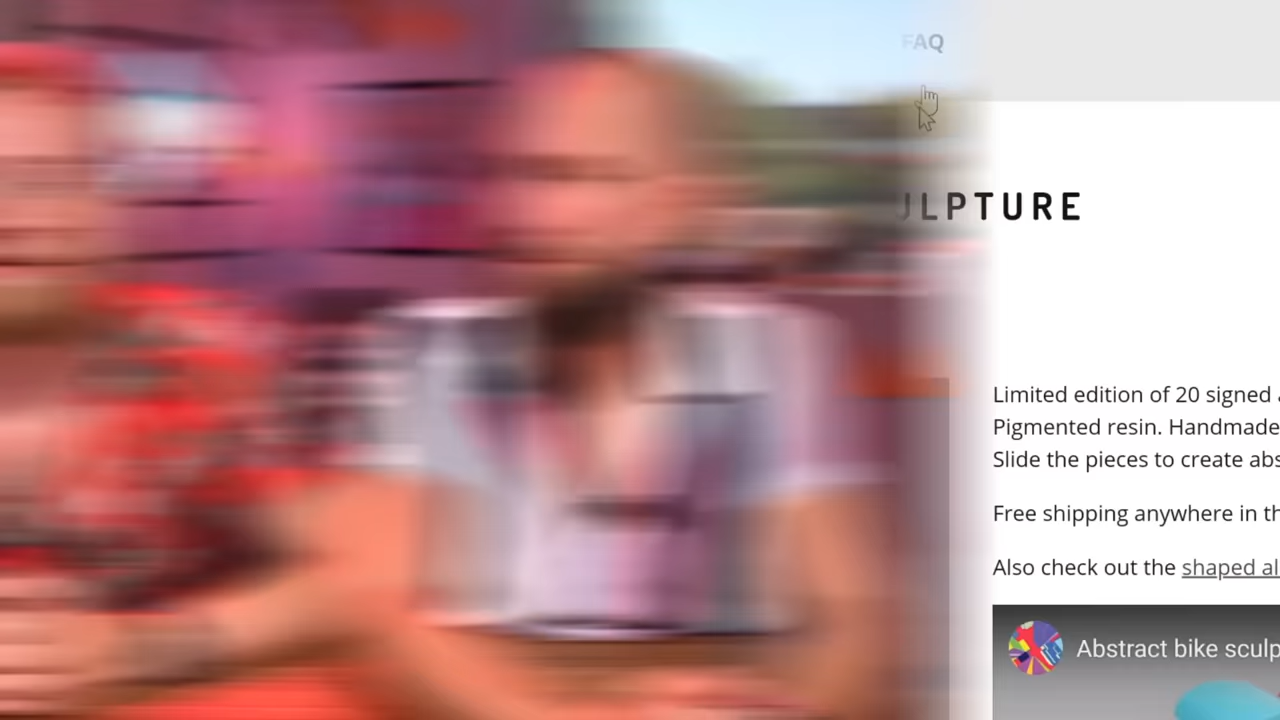 FAQ
ULPTURE
Limited edition of 20 signed
Pigmented resin. Handmade
Slide the pieces to create abs
Free shipping anywhere in th
Also check out the shaped al
Abstract bike sculp